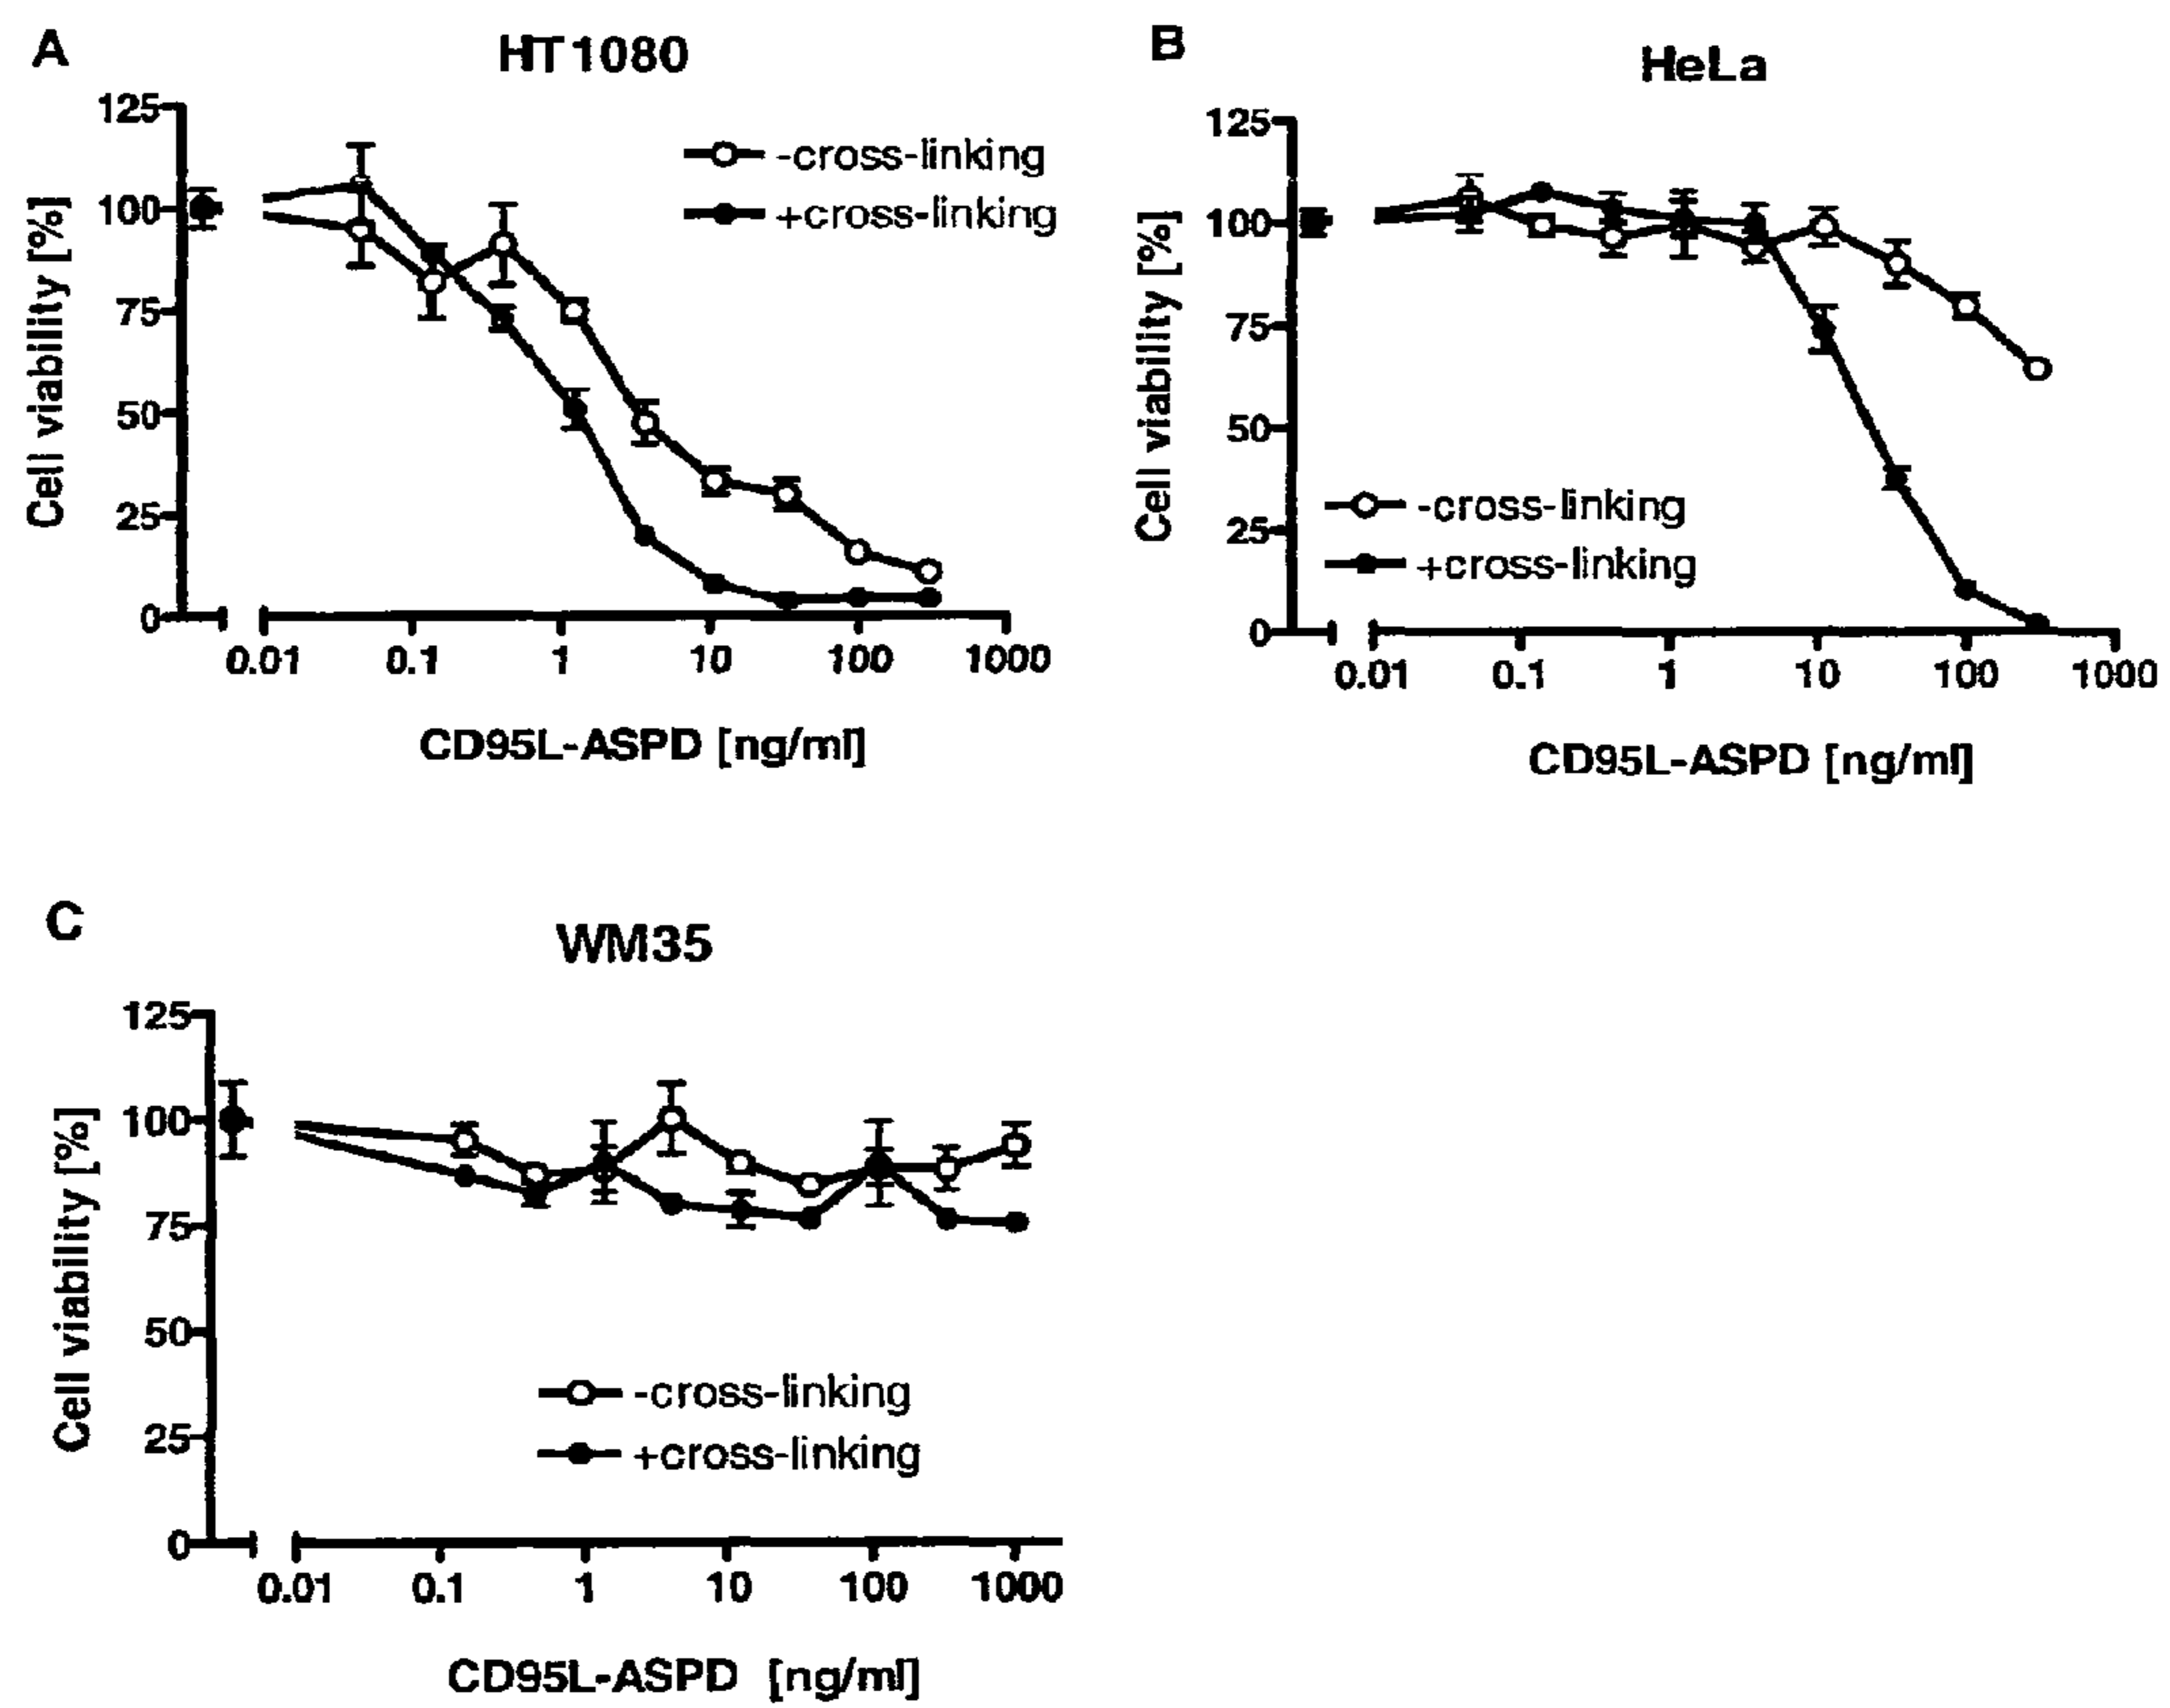 A
HT1080
125
100
75
50
25
0
Cell viability [%]
-cross-linking
+cross-linking
0.01 0.1 1 10 100 1000
CD95L-ASPD [ng/ml]
B
HeLa
125
100
75
50
25
0
Cell viability [%]
-cross-linking
+cross-linking
0.01 0.1 1 10 100 1000
CD95L-ASPD [ng/ml]
C
WM35
125
100
75
50
25
0
Cell viability [%]
-cross-linking
+cross-linking
0.01 0.1 1 10 100 1000
CD95L-ASPD [ng/ml]